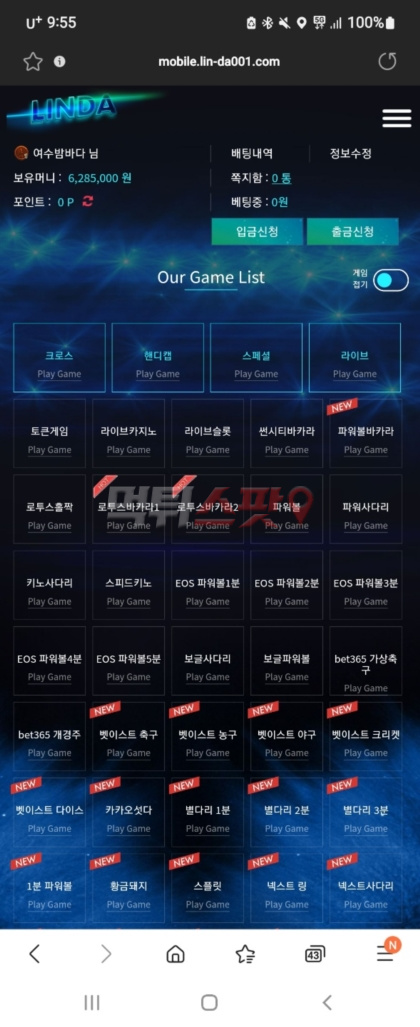 U+ 9:55
5G 100%
mobile.lin-da001.com
LINDA
여수밤바다 님
배팅내역
정보수정
보유머니 : 6,285,000 원
쪽지함 : 0 통
포인트 : 0 P
베팅중 : 0원
입금신청
출금신청
Our Game List
게임
접기
크로스
Play Game
핸디캡
Play Game
스페셜
Play Game
라이브
Play Game
토큰게임
Play Game
라이브카지노
Play Game
라이브슬롯
Play Game
썬시티바카라
Play Game
NEW
파워볼바카라
Play Game
로투스홀짝
Play Game
HOT
로투스바카라1
Play Game
HOT
로투스바카라2
Play Game
파워볼
Play Game
파워사다리
Play Game
먹튀스팟
키노사다리
Play Game
스피드키노
Play Game
EOS 파워볼1분
Play Game
EOS 파워볼2분
Play Game
EOS 파워볼3분
Play Game
EOS 파워볼4분
Play Game
EOS 파워볼5분
Play Game
보글사다리
Play Game
보글파워볼
Play Game
bet365 가상축
구
Play Game
bet365 개경주
Play Game
NEW
벳이스트 축구
Play Game
NEW
벳이스트 농구
Play Game
NEW
벳이스트 야구
Play Game
NEW
벳이스트 크리켓
Play Game
NEW
벳이스트 다이스
Play Game
NEW
카카오섯다
Play Game
NEW
별다리 1분
Play Game
NEW
별다리 2분
Play Game
NEW
별다리 3분
Play Game
NEW
1분 파워볼
Play Game
NEW
황금돼지
Play Game
NEW
스플릿
Play Game
NEW
넥스트 링
Play Game
NEW
넥스트사다리
Play Game
43
N